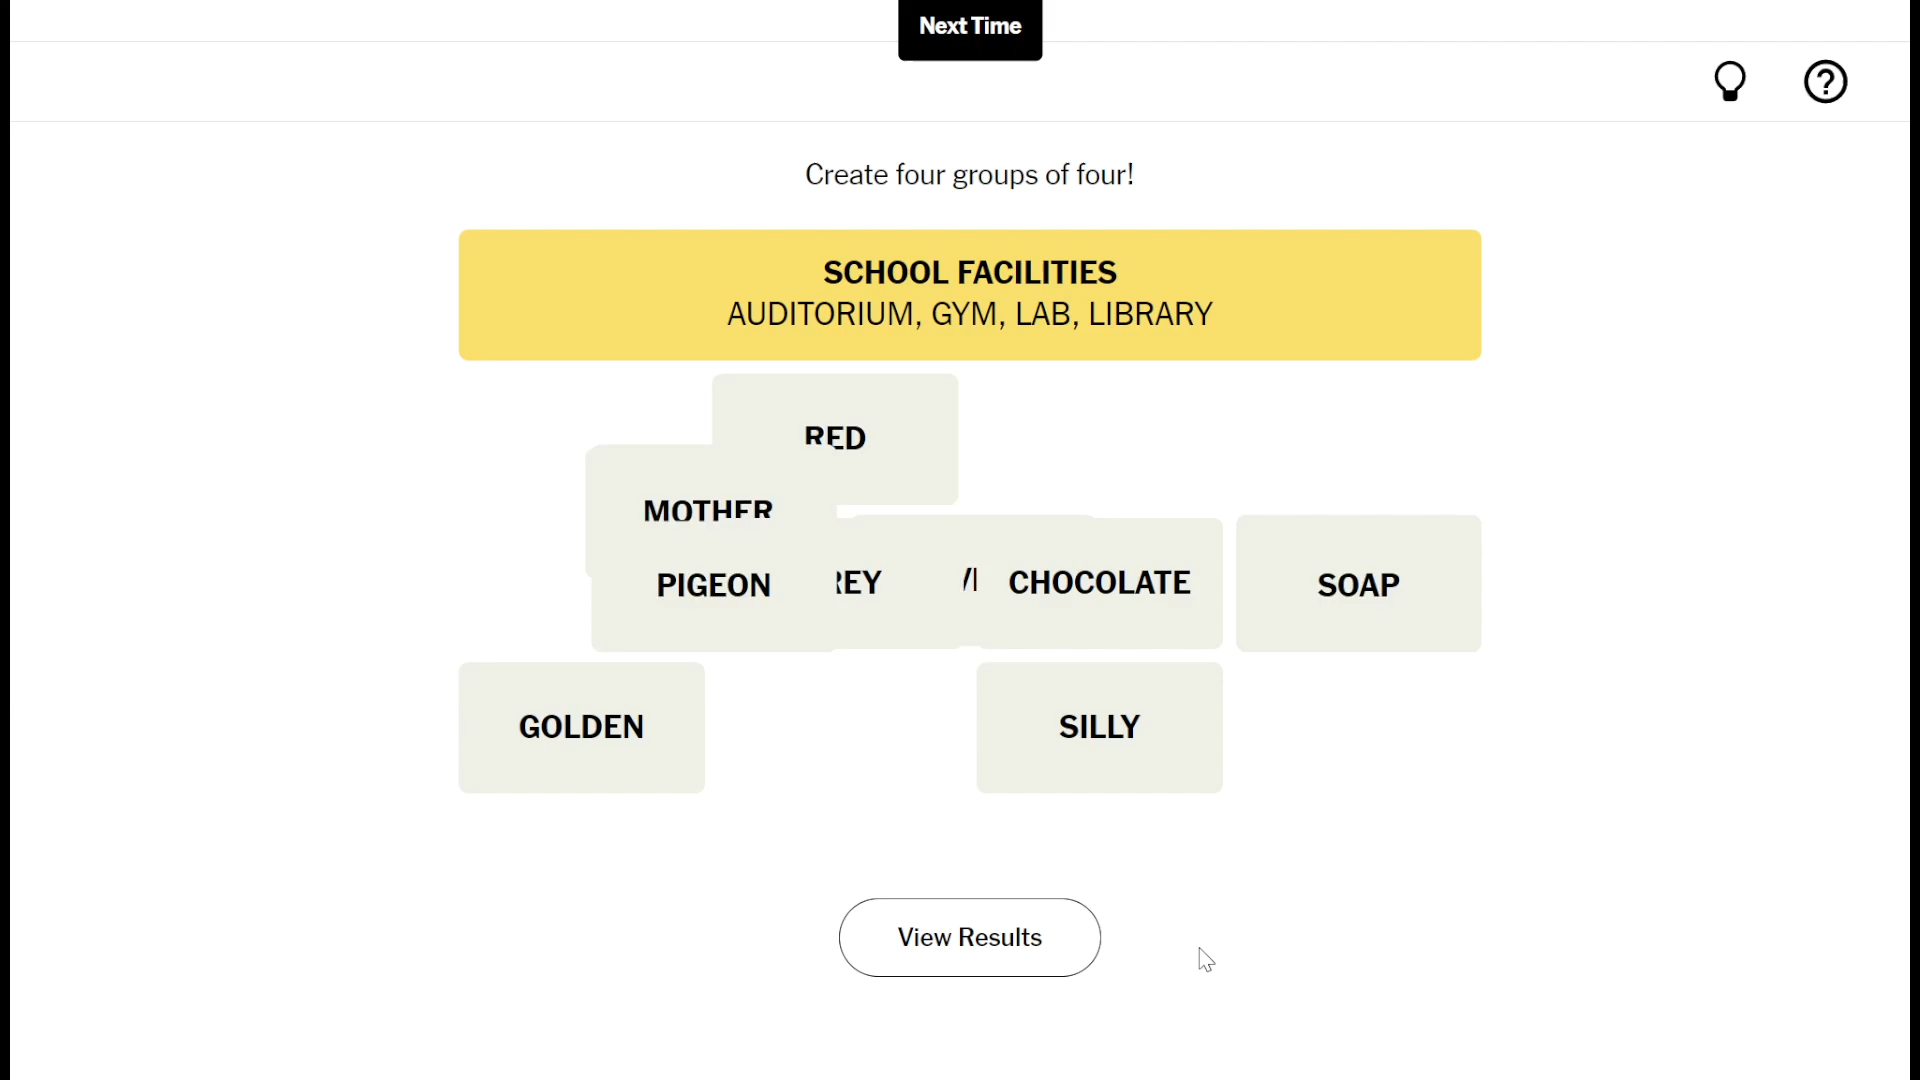 Next Time
Create four groups of four!
SCHOOL FACILITIES
AUDITORIUM, GYM, LAB, LIBRARY
RED
MOTHER
PIGEON
CHOCOLATE
SOAP
GOLDEN
SILLY
View Results